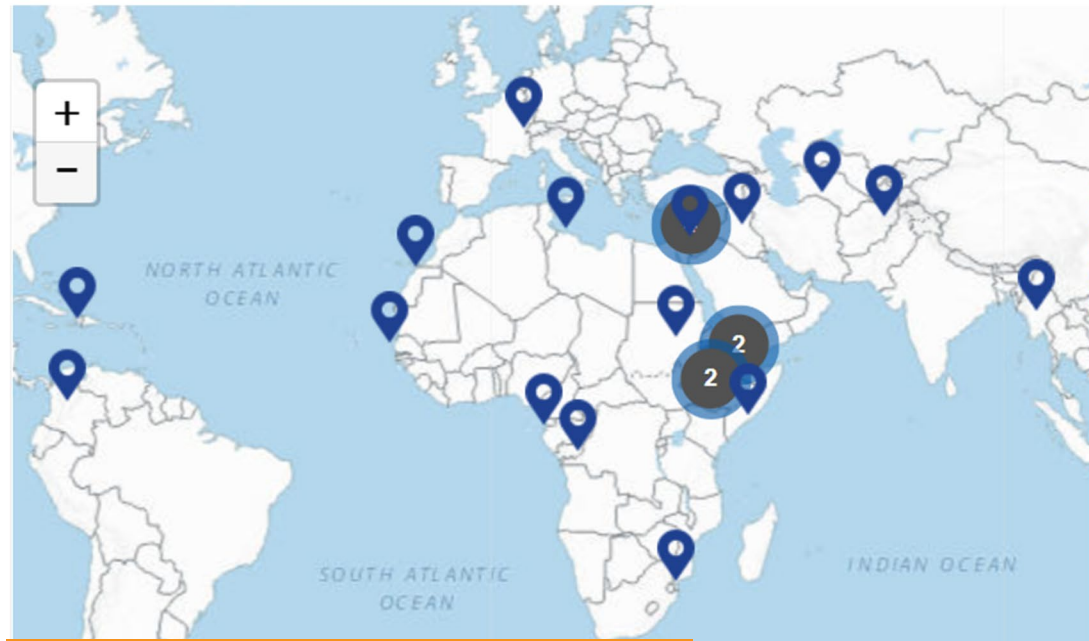 +
−
NORTH ATLANTIC
OCEAN
2
2
SOUTH ATLANTIC
OCEAN
INDIAN OCEAN